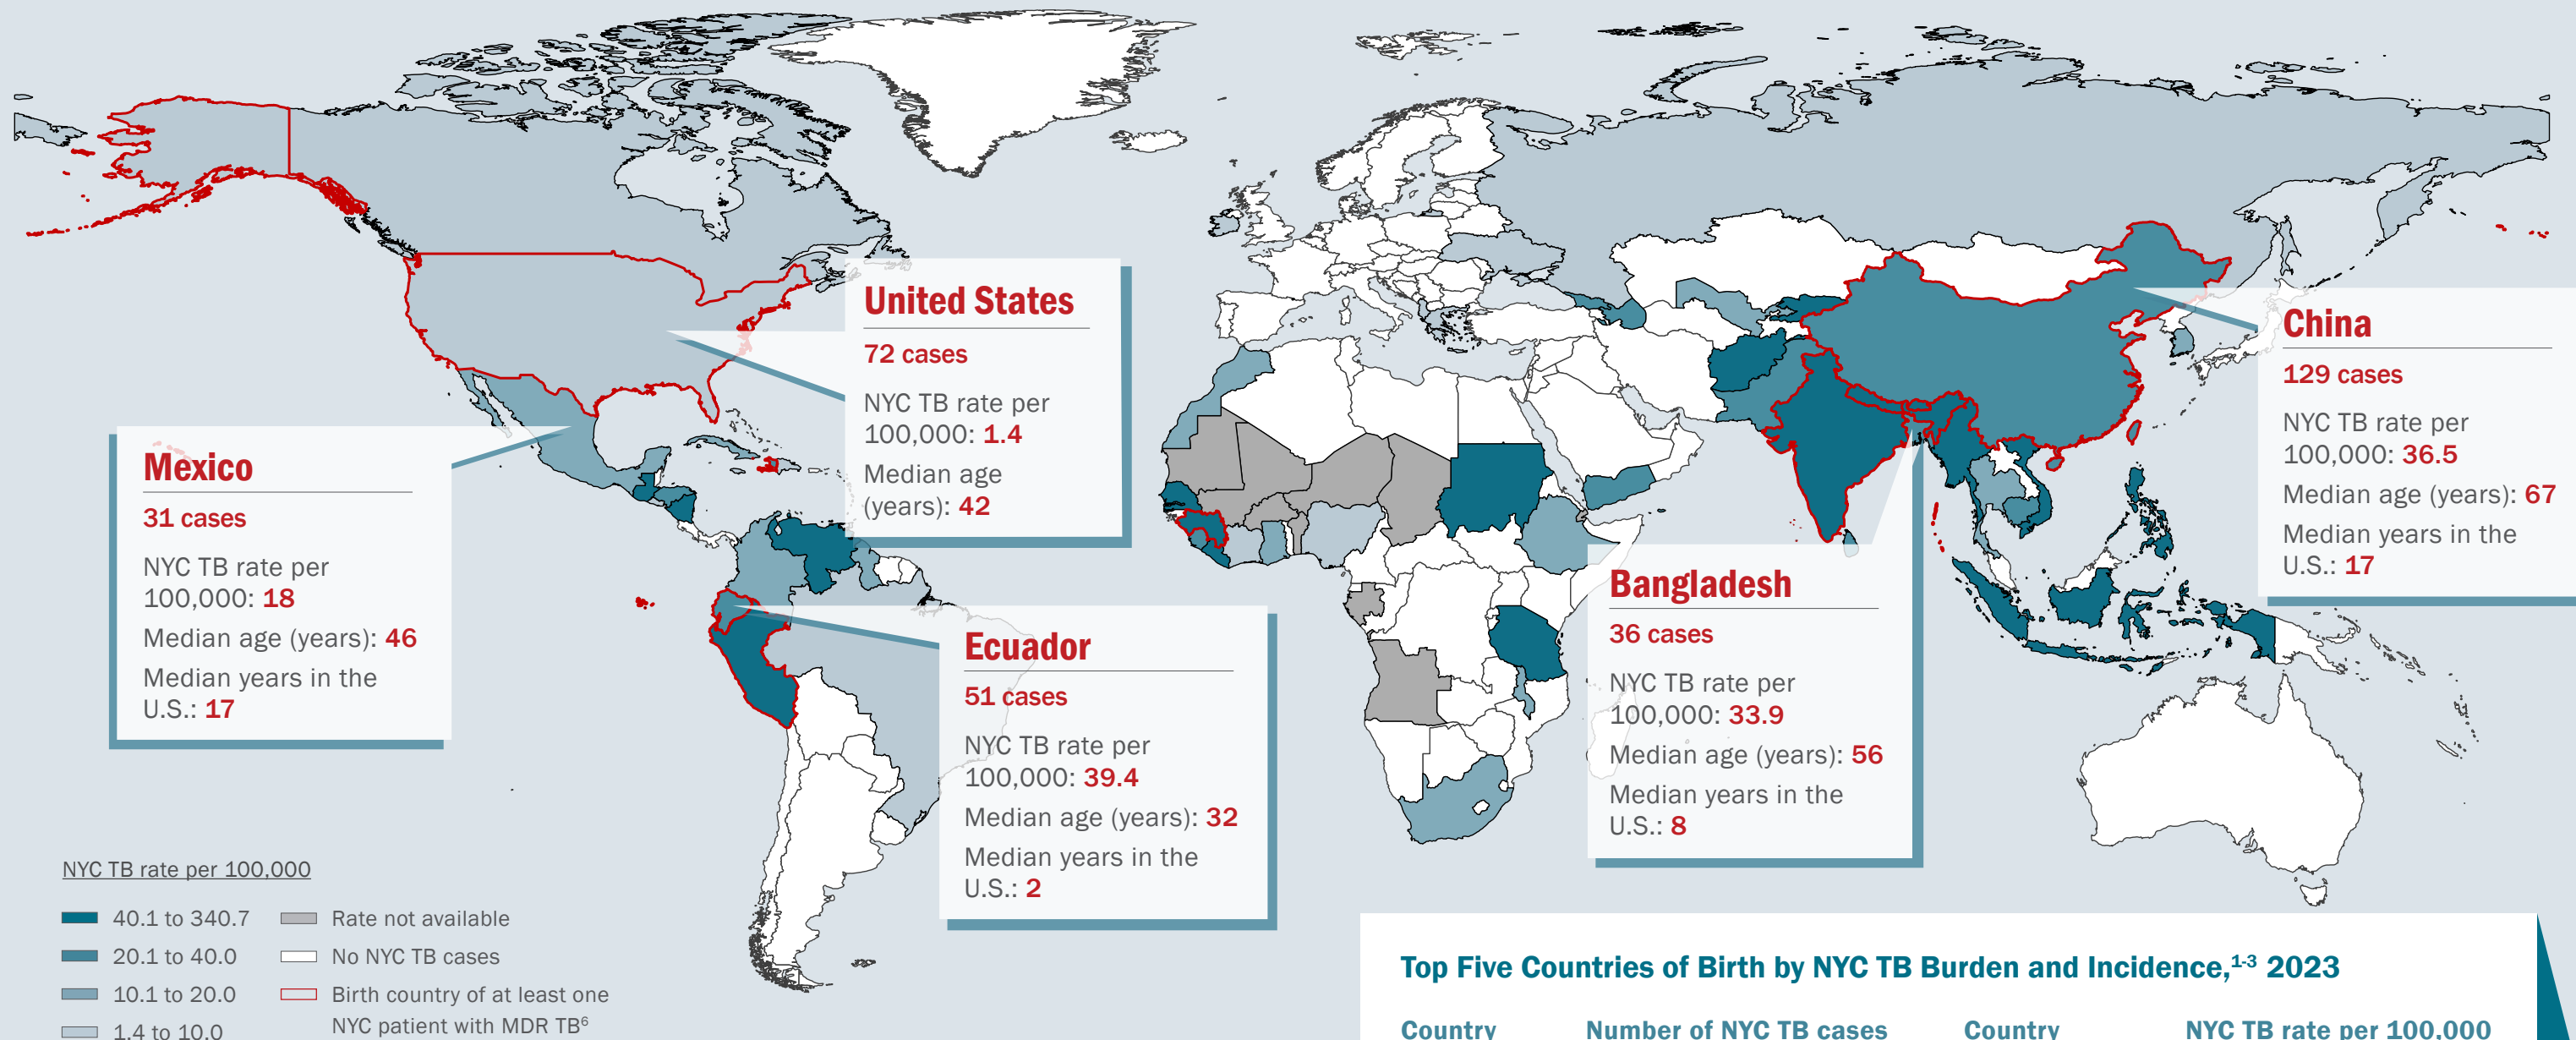 United States
72 cases
NYC TB rate per
100,000: 1.4
Median age
(years): 42
China
129 cases
NYC TB rate per
100,000: 36.5
Median age (years): 67
Median years in the
U.S.: 17
Mexico
31 cases
NYC TB rate per
100,000: 18
Median age (years): 46
Median years in the
U.S.: 17
Bangladesh
36 cases
NYC TB rate per
100,000: 33.9
Median age (years): 56
Median years in the
U.S.: 8
Ecuador
51 cases
NYC TB rate per
100,000: 39.4
Median age (years): 32
Median years in the
U.S.: 2
NYC TB rate per 100,000
40.1 to 340.7
20.1 to 40.0
10.1 to 20.0
1.4 to 10.0
Rate not available
No NYC TB cases
Birth country of at least one
NYC patient with MDR TB⁶
Top Five Countries of Birth by NYC TB Burden and Incidence,¹⁻³ 2023
Country Number of NYC TB cases Country NYC TB rate per 100,000